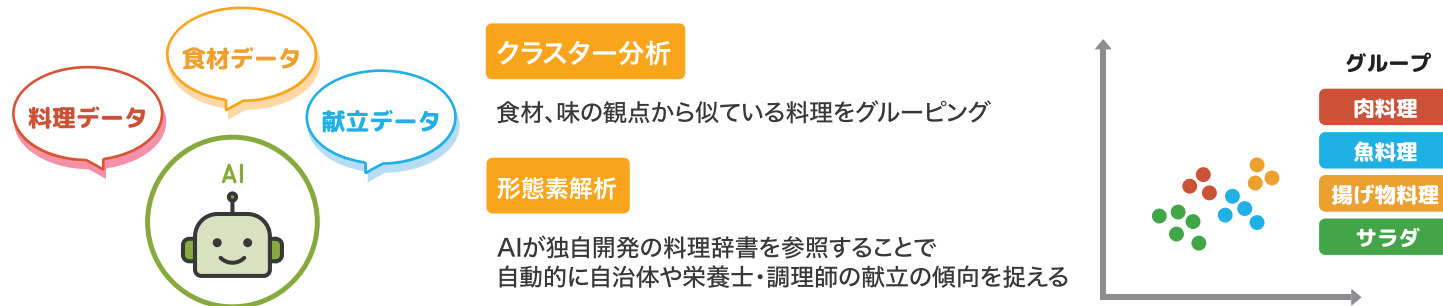 食材データ
料理データ
献立データ
AI
クラスター分析
食材、味の観点から似ている料理をグルーピング
形態素解析
AIが独自開発の料理辞書を参照することで
自動的に自治体や栄養士・調理師の献立の傾向を捉える
グループ
肉料理
魚料理
揚げ物料理
サラダ